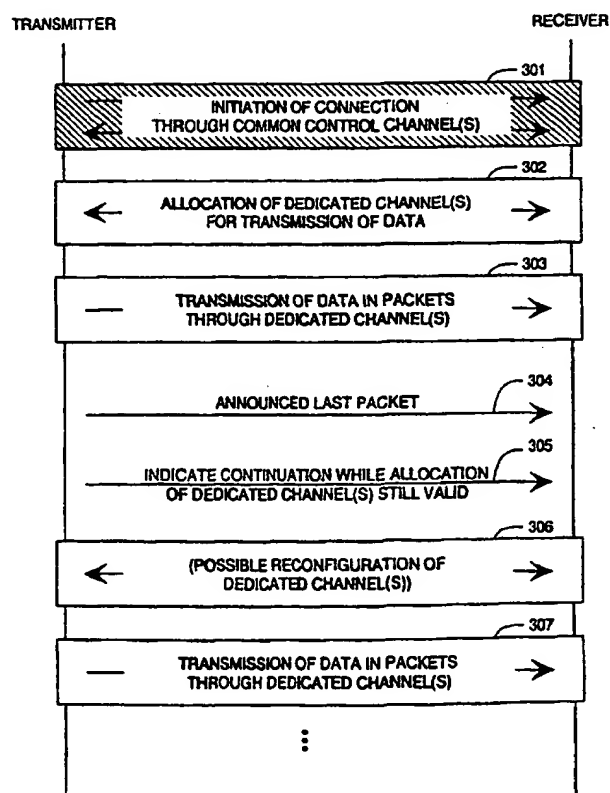 TRANSMITTER
RECEIVER
301
INITIATION OF CONNECTION
THROUGH COMMON CONTROL CHANNEL(S)
302
ALLOCATION OF DEDICATED CHANNEL(S)
FOR TRANSMISSION OF DATA
303
TRANSMISSION OF DATA IN PACKETS
THROUGH DEDICATED CHANNEL(S)
304
ANNOUNCED LAST PACKET
305
INDICATE CONTINUATION WHILE ALLOCATION
OF DEDICATED CHANNEL(S) STILL VALID
306
(POSSIBLE RECONFIGURATION OF
DEDICATED CHANNEL(S))
307
TRANSMISSION OF DATA IN PACKETS
THROUGH DEDICATED CHANNEL(S)